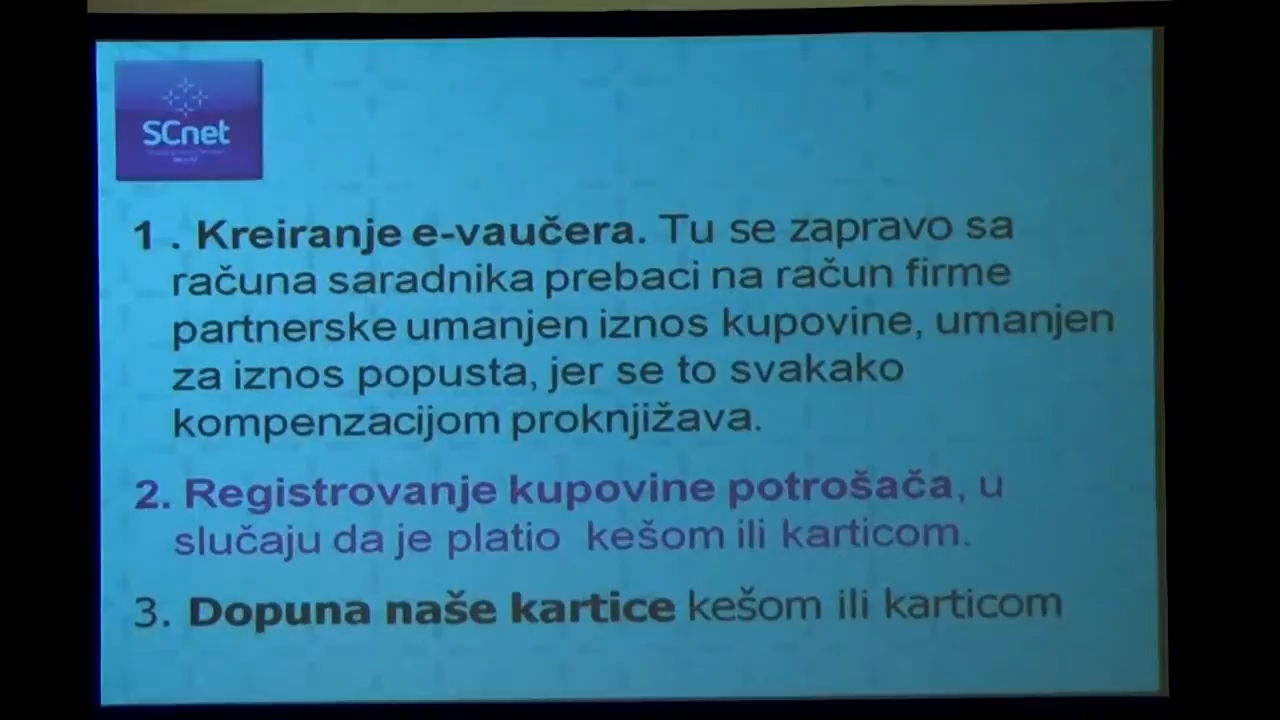 SCnet
1 . Kreiranje e-vaučera. Tu se zapravo sa
računa saradnika prebaci na račun firme
partnerske umanjen iznos kupovine, umanjen
za iznos popusta, jer se to svakako
kompenzacijom proknjižava.
2. Registrovanje kupovine potrošača, u
slučaju da je platio kešom ili karticom.
3. Dopuna naše kartice kešom ili karticom